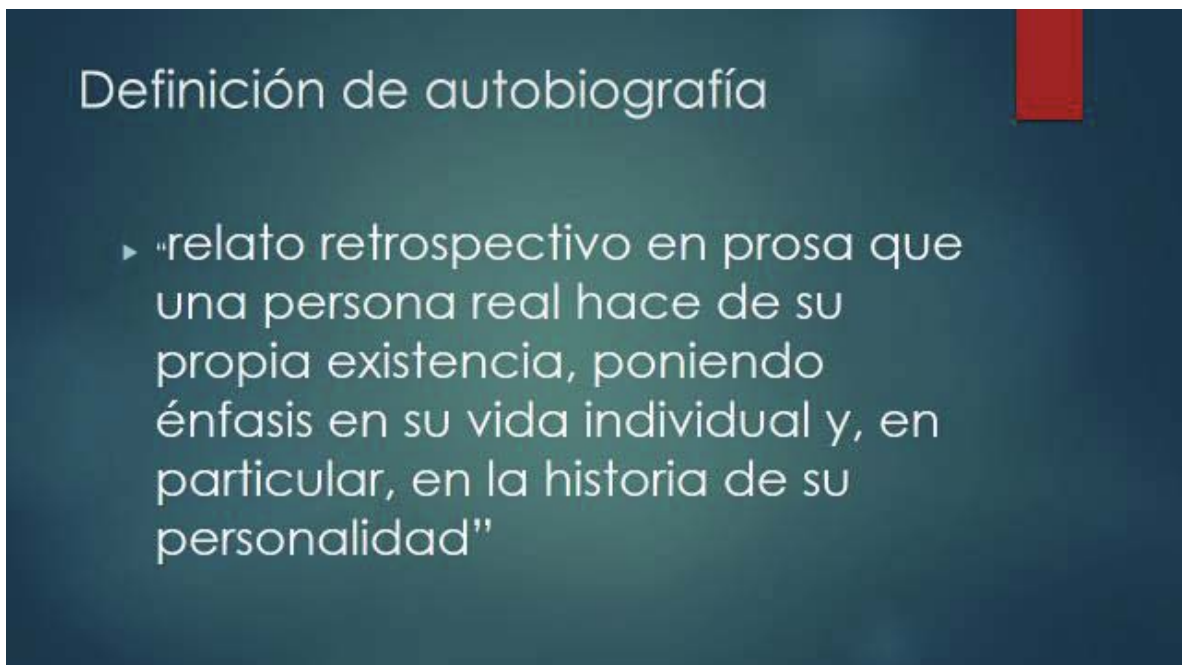 Definición de autobiografía
“relato retrospectivo en prosa que
una persona real hace de su
propia existencia, poniendo
énfasis en su vida individual y, en
particular, en la historia de su
personalidad”